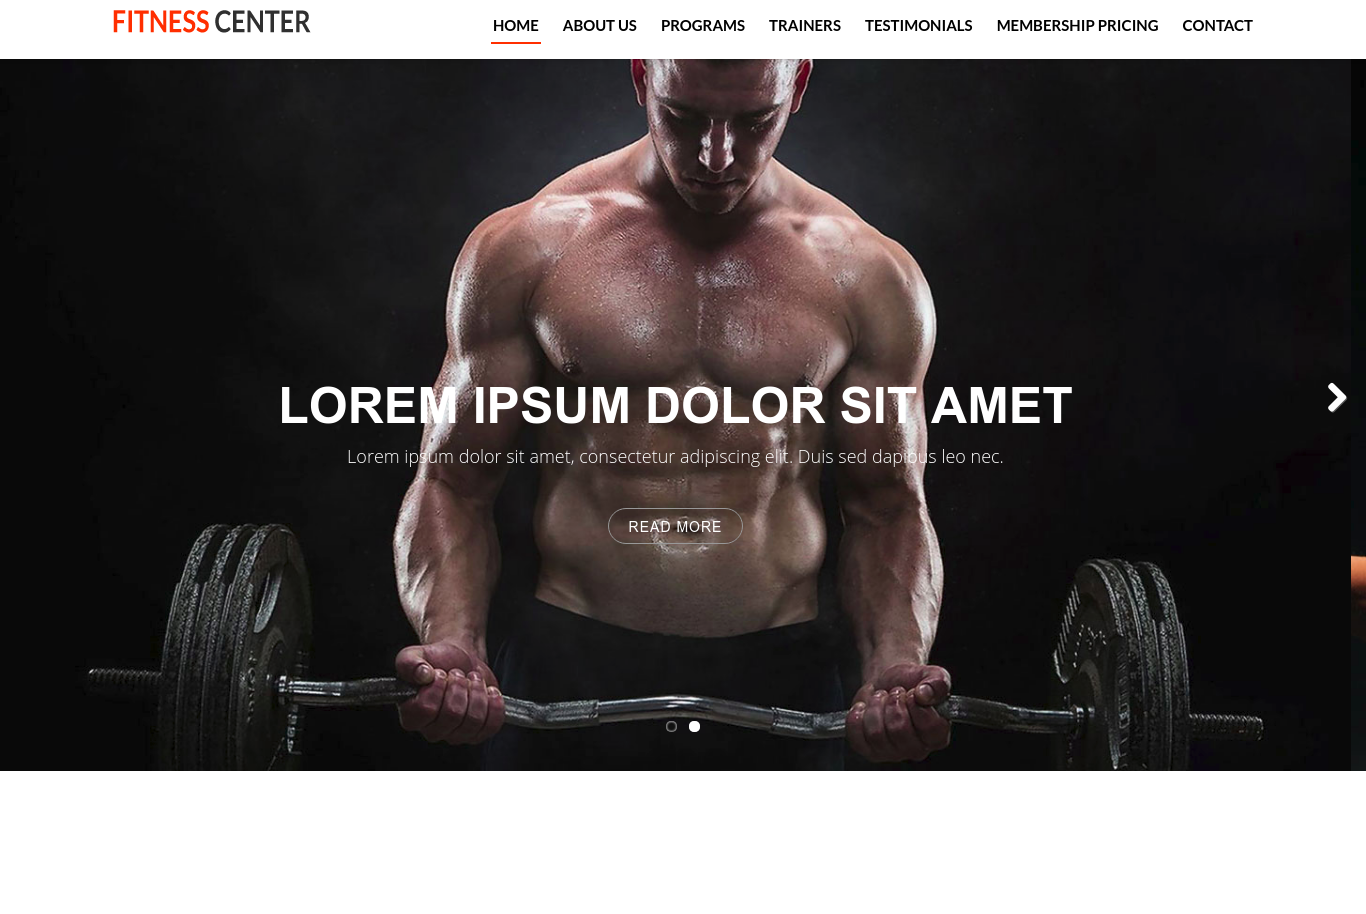 FITNESS CENTER
HOME ABOUT US PROGRAMS TRAINERS TESTIMONIALS MEMBERSHIP PRICING CONTACT
LOREM IPSUM DOLOR SIT AMET
Lorem ipsum dolor sit amet, consectetur adipiscing elit. Duis sed dapibus leo nec.
READ MORE